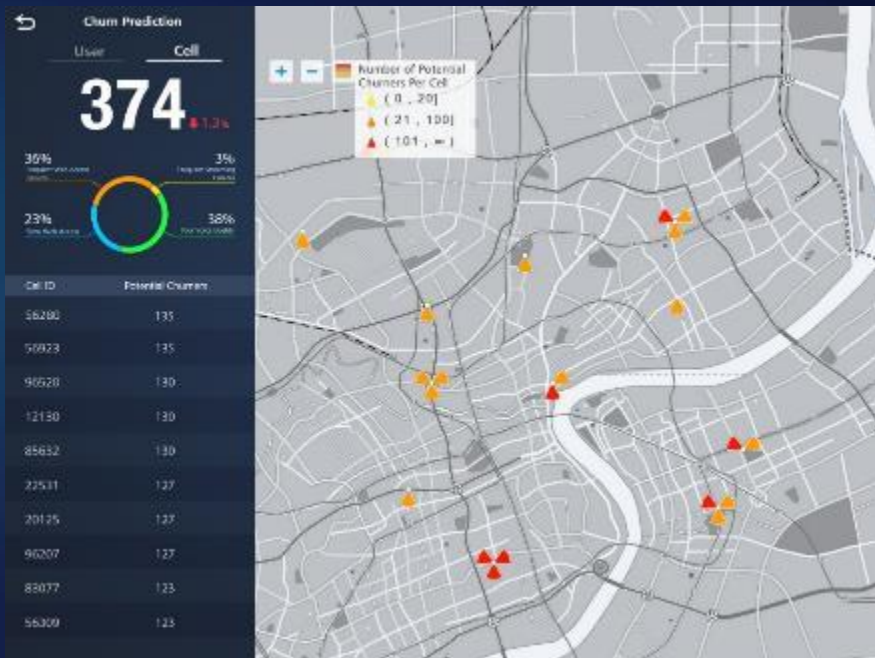 Churn Prediction
User
Cell
374
1.3%
36%
3%
23%
38%
Cell ID Potential Churners
56280 135
56923 135
96520 130
12130 130
85632 130
22531 127
20125 127
96207 127
83077 123
56309 123
+ −
Number of Potential
Churners Per Cell
( 0 , 20]
( 21 , 100]
( 101 , ∞ )